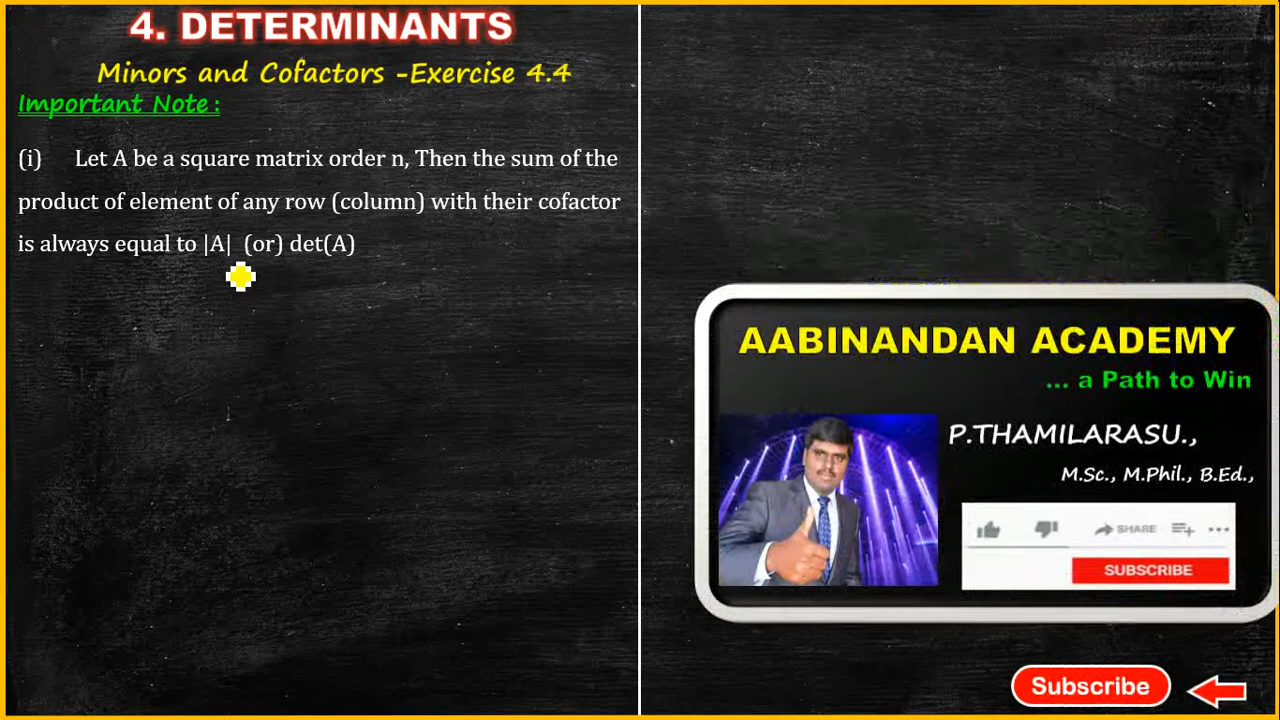 4. DETERMINANTS
Minors and Cofactors -Exercise 4.4
Important Note :
(i) Let A be a square matrix order n, Then the sum of the
product of element of any row (column) with their cofactor
is always equal to |A| (or) det(A)
AABINANDAN ACADEMY
... a Path to Win
P.THAMILARASU.,
M.Sc., M.Phil., B.Ed.,
SHARE
SUBSCRIBE
Subscribe